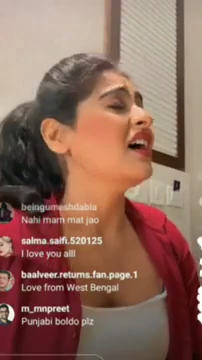 beingumeshdabla
Nahi mam mat jao
salma.saifi.520125
I love you alll
baalveer.returns.fan.page.1
Love from West Bengal
m_mnpreet
Punjabi boldo plz